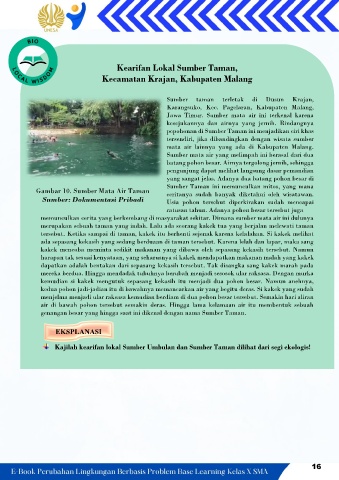 UNESA
BIO
LOCAL WISDOM
Kearifan Lokal Sumber Taman,
Kecamatan Krajan, Kabupaten Malang
Sumber taman terletak di Dusun Krajan,
Karangsuko, Kec. Pagelaran, Kabupaten Malang,
Jawa Timur. Sumber mata air ini terkenal karena
kesejukannya dan airnya yang jernih. Rindangnya
pepohonan di Sumber Taman ini menjadikan ciri khas
tersendiri, jika dibandingkan dengan wisata sumber
mata air lainnya yang ada di Kabupaten Malang.
Sumber mata air yang melimpah ini berasal dari dua
batang pohon besar. Airnya tergolong jernih, sehingga
pengunjung dapat melihat langsung dasar pemandian
yang sangat jelas. Adanya dua batang pohon besar di
Sumber Taman ini memunculkan mitos, yang mana
ceritanya sudah banyak diketahui oleh wisatawan.
Usia pohon tersebut diperkirakan sudah mencapai
ratusan tahun. Adanya pohon besar tersebut juga
Gambar 10. Sumber Mata Air Taman
Sumber: Dokumentasi Pribadi
memunculkan cerita yang berkembang di masyarakat sekitar. Dimana sumber mata air ini dulunya
merupakan sebuah taman yang indah. Lalu ada seorang kakek tua yang berjalan melewati taman
tersebut. Ketika sampai di taman, kakek itu berhenti sejenak karena kelelahan. Si kakek melihat
ada sepasang kekasih yang sedang berduaan di taman tersebut. Karena lelah dan lapar, maka sang
kakek mencoba meminta sedikit makanan yang dibawa oleh sepasang kekasih tersebut. Namun
harapan tak sesuai kenyataan, yang seharusnya si kakek mendapatkan makanan malah yang kakek
dapatkan adalah bentakan dari sepasang kekasih tersebut. Tak disangka sang kakek marah pada
mereka berdua. Hingga mendadak tubuhnya berubah menjadi sesosok ular raksasa. Dengan murka
kemudian si kakek mengutuk sepasang kekasih itu menjadi dua pohon besar. Namun anehnya,
kedua pohon jadi-jadian itu di bawahnya memancarkan air yang begitu deras. Si kakek yang sudah
menjelma menjadi ular raksasa kemudian berdiam di dua pohon besar tersebut. Semakin hari aliran
air di bawah pohon tersebut semakin deras. Hingga lama kelamaan air itu membentuk sebuah
genangan besar yang hingga saat ini dikenal dengan nama Sumber Taman.
EKSPLANASI
Kajilah kearifan lokal Sumber Umbulan dan Sumber Taman dilihat dari segi ekologis!
E-Book Perubahan Lingkungan Berbasis Problem Base Learning Kelas X SMA
16